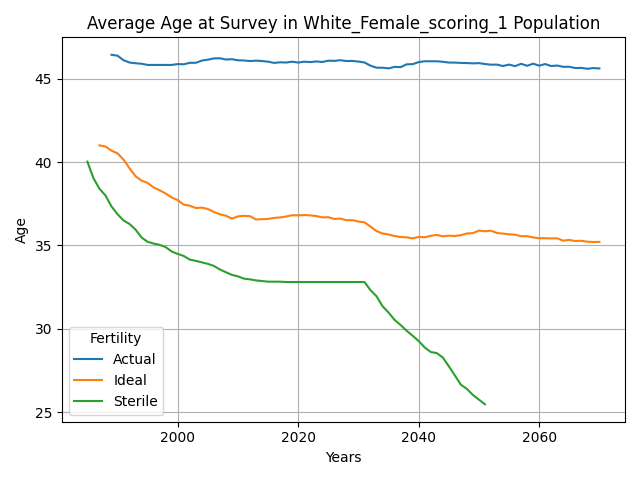 Average Age at Survey in White_Female_scoring_1 Population
45
40
35
30
25
Age
Fertility
Actual
Ideal
Sterile
2000 2020 2040 2060
Years